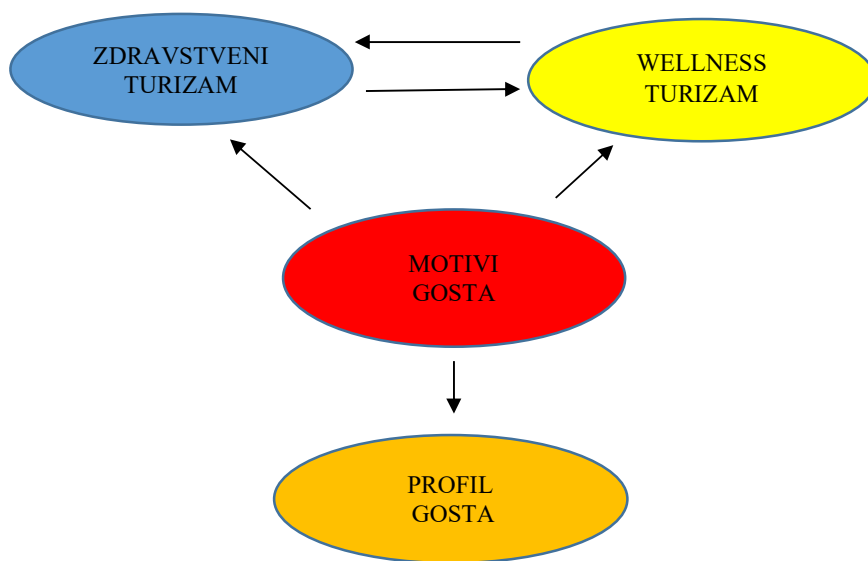 ZDRAVSTVENI
TURIZAM
WELLNESS
TURIZAM
MOTIVI
GOSTA
PROFIL
GOSTA